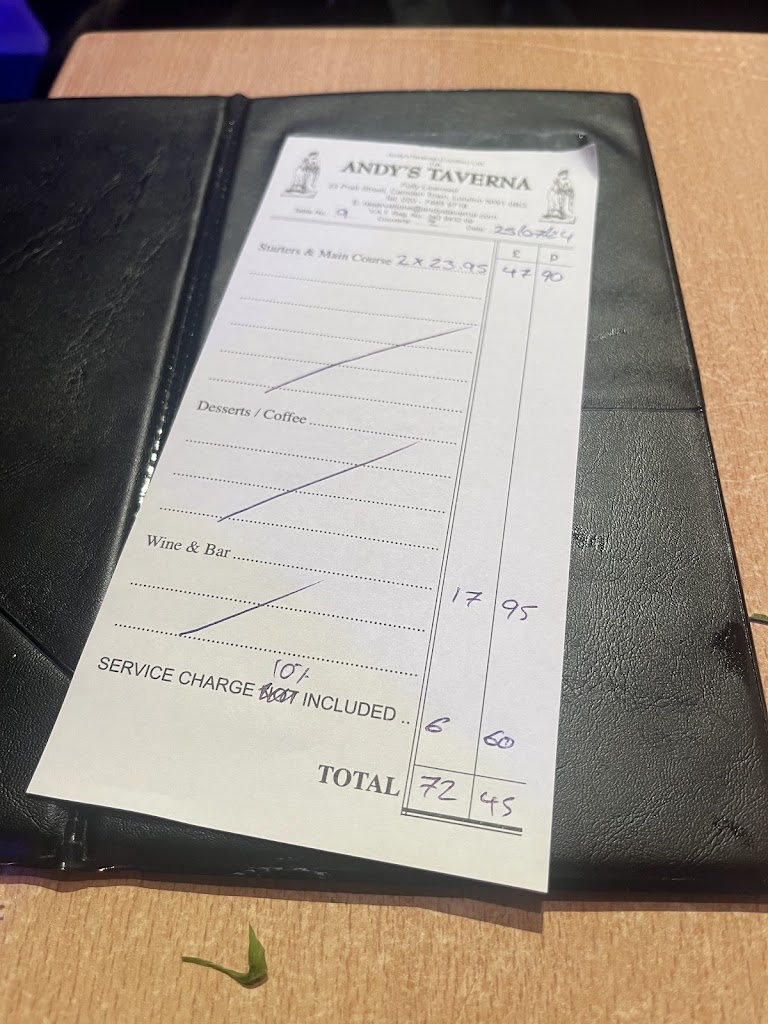 ANDY'S TAVERNA
Fully Licensed
Table No. 9 Date 25/07/24
£ P
Starters & Main Course 2 x 23.95 47 90
Desserts / Coffee
Wine & Bar
17 95
10%
SERVICE CHARGE NOT INCLUDED .. 6 60
TOTAL 72 45